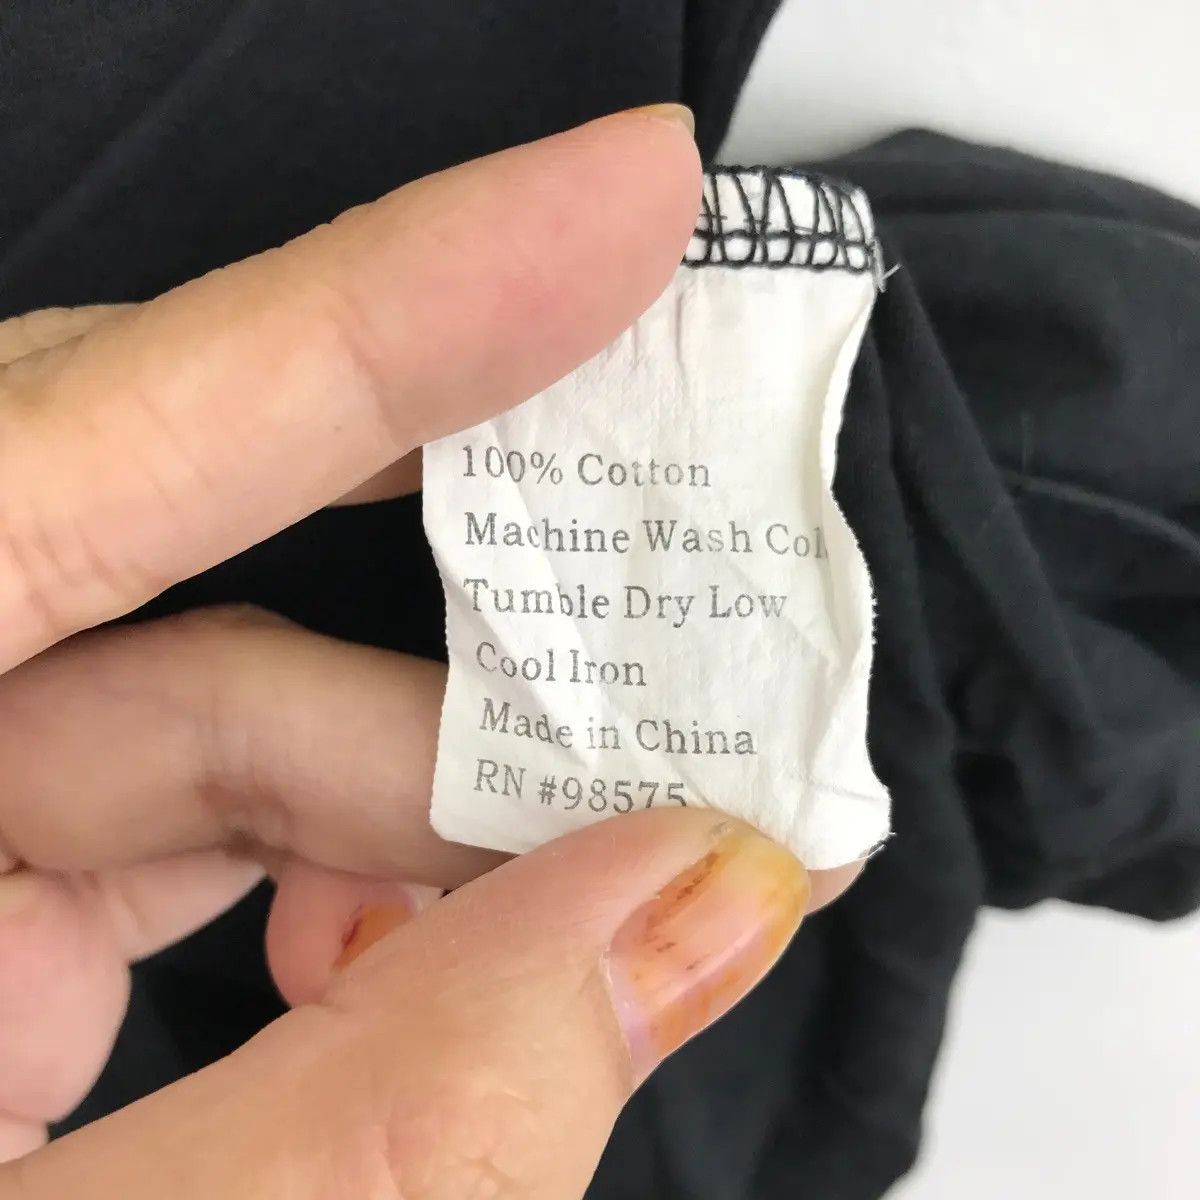 100% Cotton
Machine Wash Col
Tumble Dry Low
Cool Iron
Made in China
RN #98575